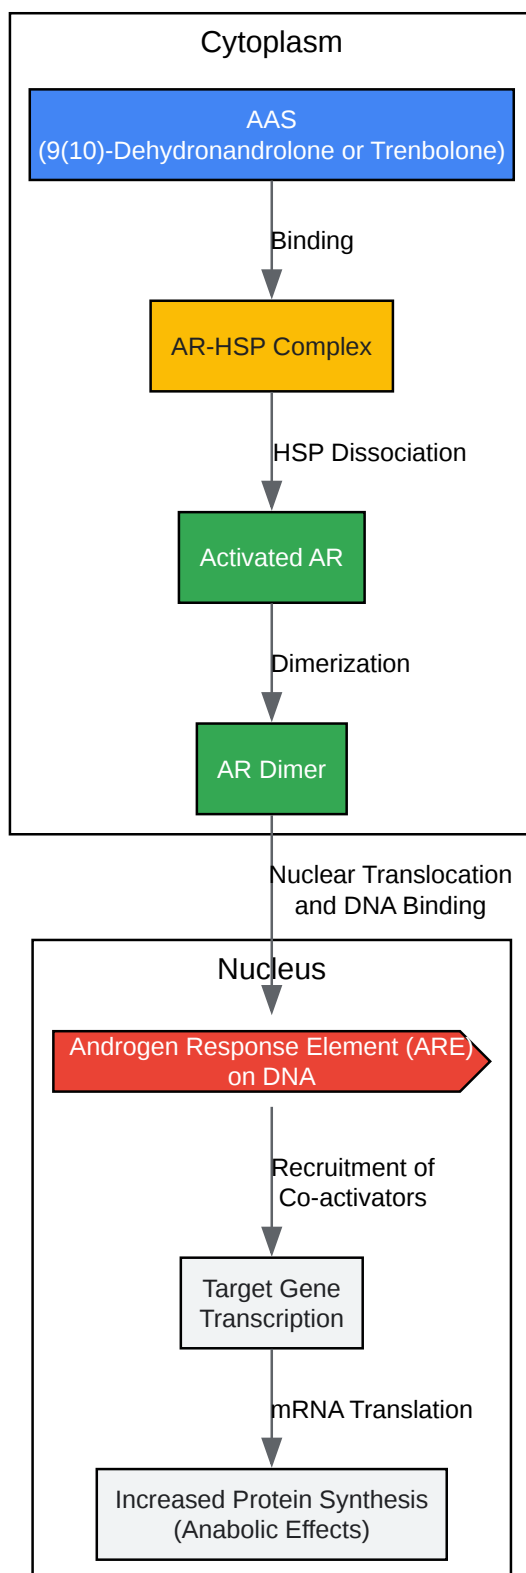 Cytoplasm
AAS
(9(10)-Dehydronandrolone or Trenbolone)
Binding
AR-HSP Complex
HSP Dissociation
Activated AR
Dimerization
AR Dimer
Nuclear Translocation
and DNA Binding
Nucleus
Androgen Response Element (ARE)
on DNA
Recruitment of
Co-activators
Target Gene
Transcription
mRNA Translation
Increased Protein Synthesis
(Anabolic Effects)